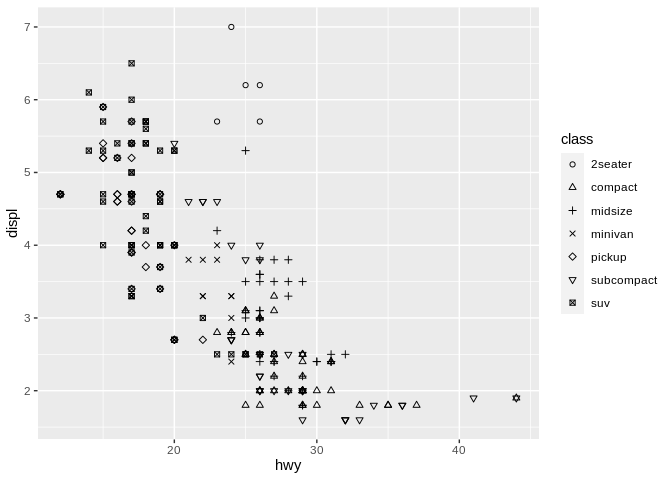 7
6
5
4
3
2
displ
20
30
40
hwy
class
2seater
compact
midsize
minivan
pickup
subcompact
suv